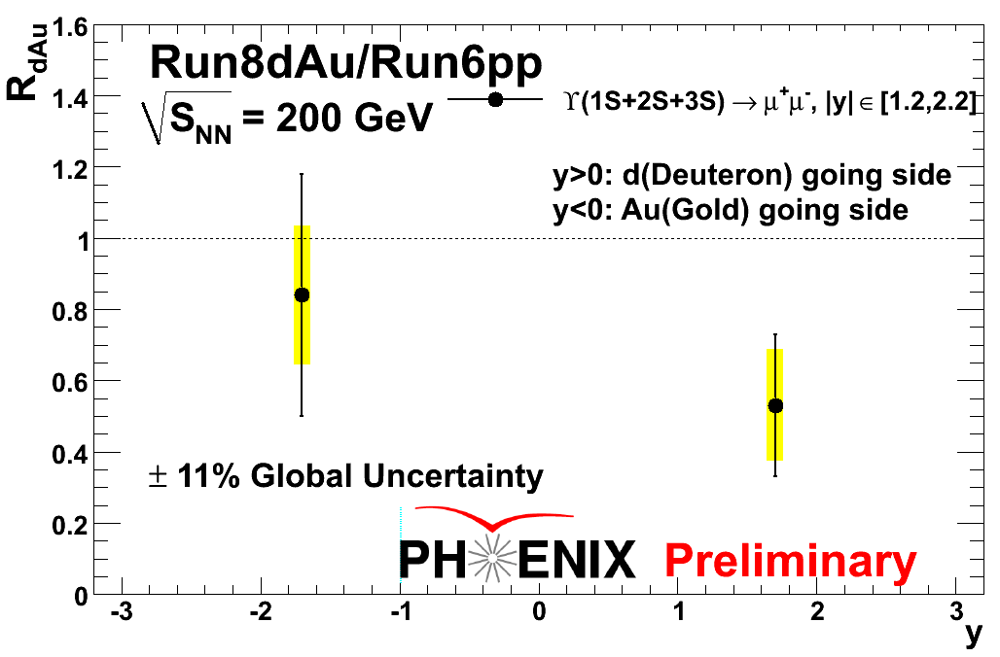 R_dAu
1.6
1.4
1.2
1
0.8
0.6
0.4
0.2
0
Run8dAu/Run6pp
√S_NN = 200 GeV
ϒ(1S+2S+3S) → μ⁺μ⁻, |y| ∈ [1.2,2.2]
y>0: d(Deuteron) going side
y<0: Au(Gold) going side
± 11% Global Uncertainty
PHENIX Preliminary
-3 -2 -1 0 1 2 3
y